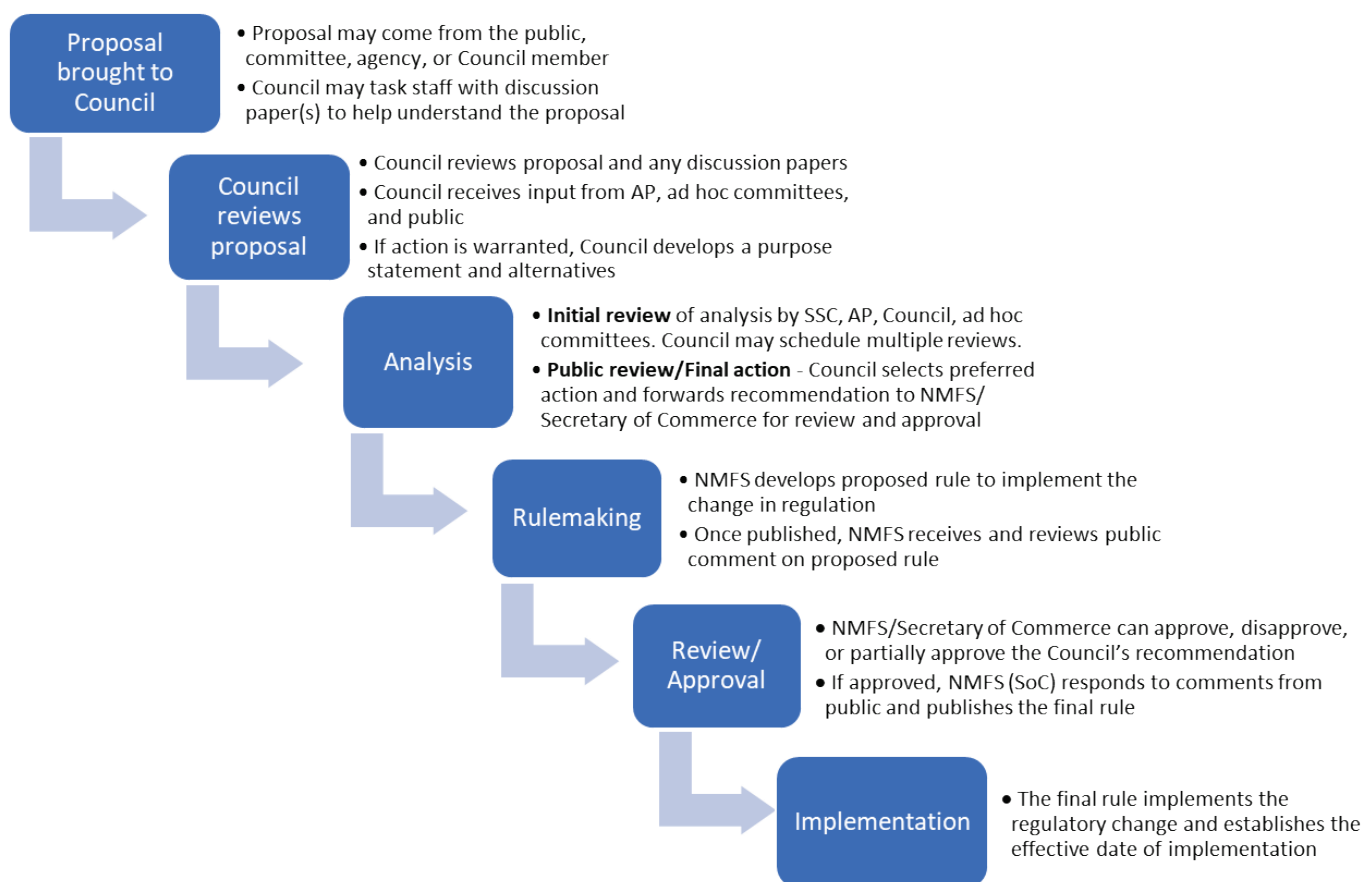 Proposal
brought to
Council
• Proposal may come from the public,
committee, agency, or Council member
• Council may task staff with discussion
paper(s) to help understand the proposal
Council
reviews
proposal
• Council reviews proposal and any discussion papers
• Council receives input from AP, ad hoc committees,
and public
• If action is warranted, Council develops a purpose
statement and alternatives
Analysis
• Initial review of analysis by SSC, AP, Council, ad hoc
committees. Council may schedule multiple reviews.
• Public review/Final action - Council selects preferred
action and forwards recommendation to NMFS/
Secretary of Commerce for review and approval
Rulemaking
• NMFS develops proposed rule to implement the
change in regulation
• Once published, NMFS receives and reviews public
comment on proposed rule
Review/
Approval
• NMFS/Secretary of Commerce can approve, disapprove,
or partially approve the Council’s recommendation
• If approved, NMFS (SoC) responds to comments from
public and publishes the final rule
Implementation
• The final rule implements the
regulatory change and establishes the
effective date of implementation